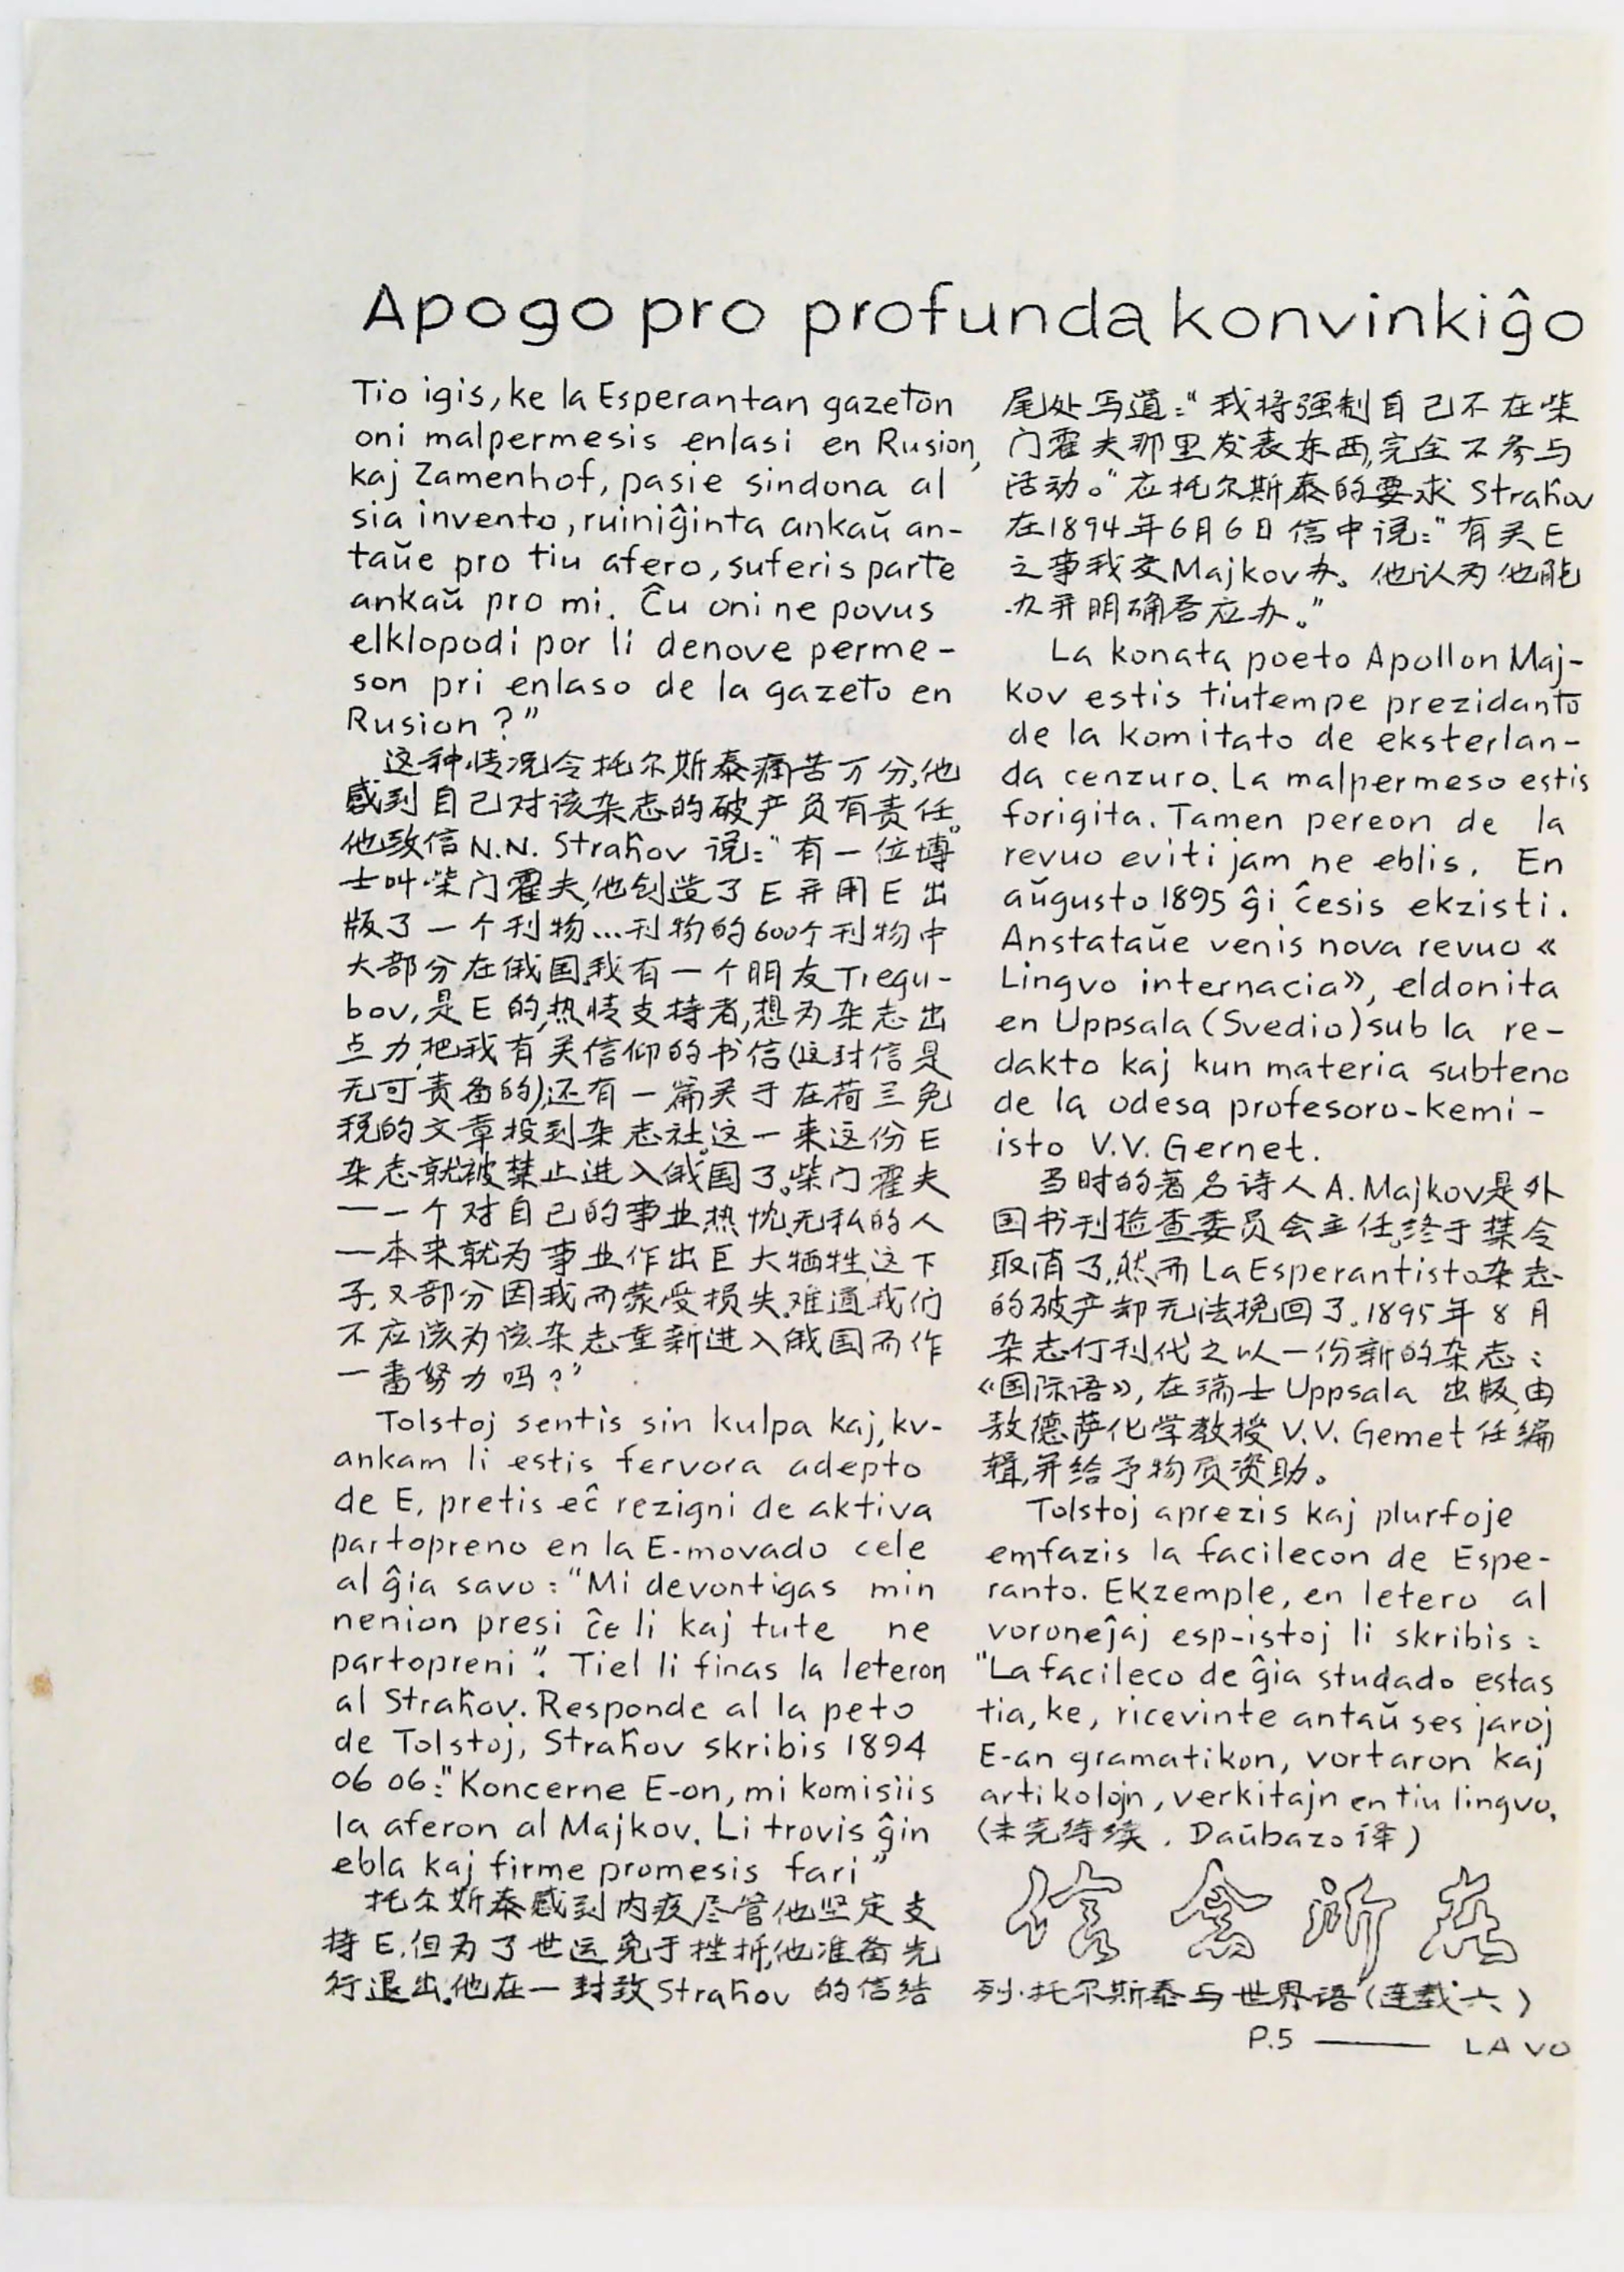 Apogo pro profunda konvinkiĝo
Tio igis, ke la Esperantan gazeton
oni malpermesis enlasi en Rusion,
kaj Zamenhof, pasie sindona al
sia invento, ruiniĝinta ankaŭ an-
taŭe pro tiu afero, suferis parte
ankaŭ pro mi. Ĉu oni ne povus
elklopodi por li denove perme-
son pri enlaso de la gazeto en
Rusion?"
这种情况令托尔斯泰痛苦万分,他
感到自己对该杂志的破产负有责任。
他致信N.N. Straĥov 说:"有一位博
士叫柴门霍夫,他创造了E并用E出
版了一个刊物...刊物的600个刊物中
大部分在俄国,我有一个朋友Tregu-
bov,是E的热情支持者,想为杂志出
点力,把我有关信仰的书信(这封信是
无可责备的),还有一篇关于在荷兰免
税的文章投到杂志社。这一来这份E
杂志就被禁止进入俄国了。柴门霍夫
——一个对自己的事业热忱无私的人
—本来就为事业作出巨大牺牲,这下
子,又部分因我而蒙受损失,难道我们
不应该为该杂志重新进入俄国而作
一番努力吗?"
Tolstoj sentis sin kulpa kaj, kv-
ankam li estis fervora adepto
de E, pretis eĉ rezigni de aktiva
partopreno en la E-movado cele
al ĝia savo: "Mi devontigas min
nenion presi ĉe li kaj tute ne
partopreni". Tiel li finas la leteron
al Straĥov. Responde al la peto
de Tolstoj, Straĥov skribis 1894
06 06:"Koncerne E-on, mi komisiis
la aferon al Majkov. Li trovis ĝin
ebla kaj firme promesis fari"
托尔斯泰感到内疚,尽管他坚定支
持E,但为了世运免于挫折,他准备先
行退出。他在一封致Straĥov 的信结
尾处写道:"我将强制自己不在柴
门霍夫那里发表东西,完全不参与
活动。"应托尔斯泰的要求 Straĥov
在1894年6月6日信中说:"有关E
之事我交Majkov办。他认为他能
办并明确答应办。"
La konata poeto Apollon Maj-
kov estis tiutempe prezidanto
de la komitato de eksterlan-
da cenzuro. La malpermeso estis
forigita. Tamen pereon de la
revuo eviti jam ne eblis. En
aŭgusto 1895 ĝi ĉesis ekzisti.
Anstataŭe venis nova revuo «
Lingvo internacia», eldonita
en Uppsala (Svedio) sub la re-
dakto kaj kun materia subteno
de la odesa profesoro-kemi-
isto V.V. Gernet.
当时的著名诗人A. Majkov是外
国书刊检查委员会主任,终于禁令
取消了,然而La Esperantisto杂志
的破产却无法挽回了。1895年8月
杂志仃刊,代之以一份新的杂志:
《国际语》,在瑞士Uppsala 出版,由
敖德萨化学教授V.V. Gemet任编
辑,并给予物质资助。
Tolstoj aprezis kaj plurfoje
emfazis la facilecon de Espe-
ranto. Ekzemple, en letero al
voroneĵaj esp-istoj li skribis:
"La facileco de ĝia studado estas
tia, ke, ricevinte antaŭ ses jaroj
E-an gramatikon, vortaron kaj
artikolojn, verkitajn en tiu lingvo,
(未完待续. Daŭbazo译)
信念所在
列·托尔斯泰与世界语(连载六)
P.5 —— LA VO